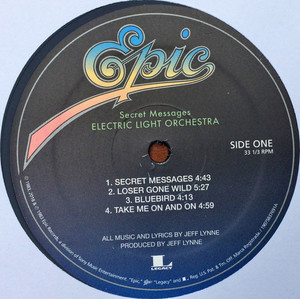 Epic
Secret Messages
ELECTRIC LIGHT ORCHESTRA
SIDE ONE
33 1/3 RPM
1. SECRET MESSAGES 4:43
2. LOSER GONE WILD 5:27
3. BLUEBIRD 4:13
4. TAKE ME ON AND ON 4:59
ALL MUSIC AND LYRICS BY JEFF LYNNE
PRODUCED BY JEFF LYNNE
L
LEGACY